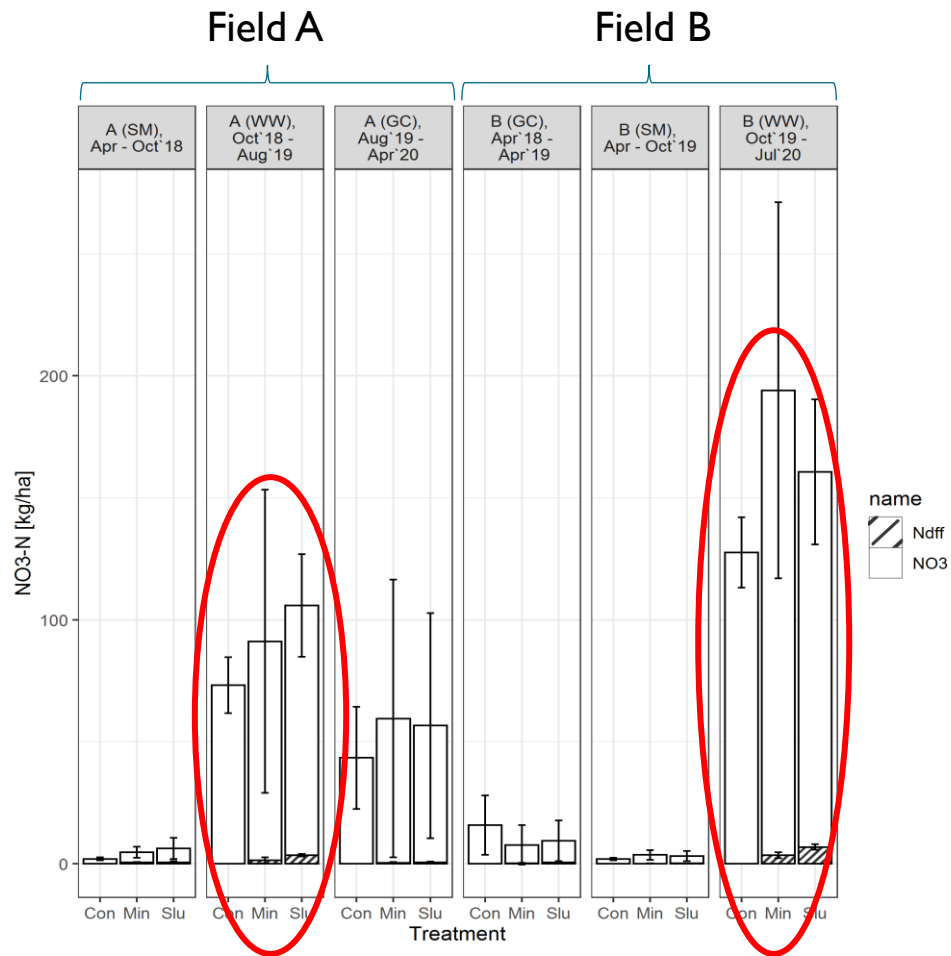 Field A
Field B
A (SM),
Apr - Oct`18
A (WW),
Oct`18 -
Aug`19
A (GC),
Aug`19 -
Apr`20
B (GC),
Apr`18 -
Apr`19
B (SM),
Apr - Oct`19
B (WW),
Oct`19 -
Jul`20
NO3-N [kg/ha]
200
100
0
name
Ndff
NO3
Con Min Slu
Con Min Slu
Con Min Slu
Con Min Slu
Con Min Slu
Con Min Slu
Treatment